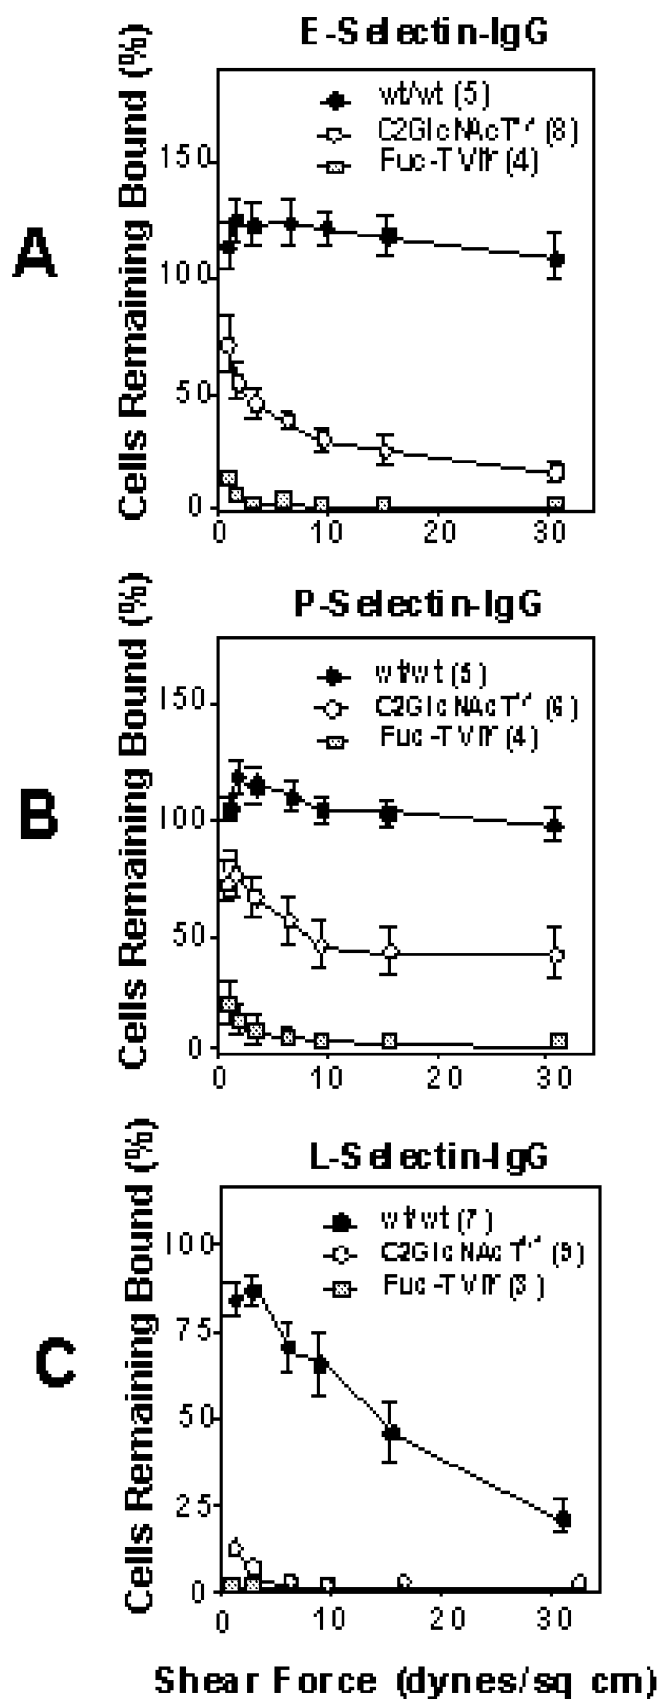 E-Selectin-IgG
wt/wt (5)
C2GlcNAcT-/- (8)
Fuc-TVII-/- (4)
A
Cells Remaining Bound (%)
150
100
50
0
0 10 20 30
P-Selectin-IgG
wt/wt (5)
C2GlcNAcT-/- (6)
Fuc-TVII-/- (4)
B
Cells Remaining Bound (%)
150
100
50
0
0 10 20 30
L-Selectin-IgG
wt/wt (7)
C2GlcNAcT-/- (9)
Fuc-TVII-/- (3)
C
Cells Remaining Bound (%)
100
75
50
25
0
0 10 20 30
Shear Force (dynes/sq cm)